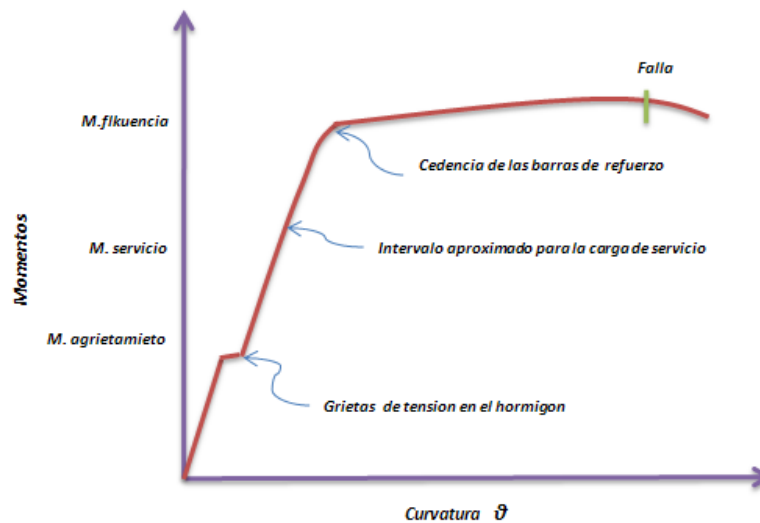 Falla
M.flkuencia
Cedencia de las barras de refuerzo
Momentos
M. servicio
Intervalo aproximado para la carga de servicio
M. agrietamieto
Grietas de tension en el hormigon
Curvatura ϑ